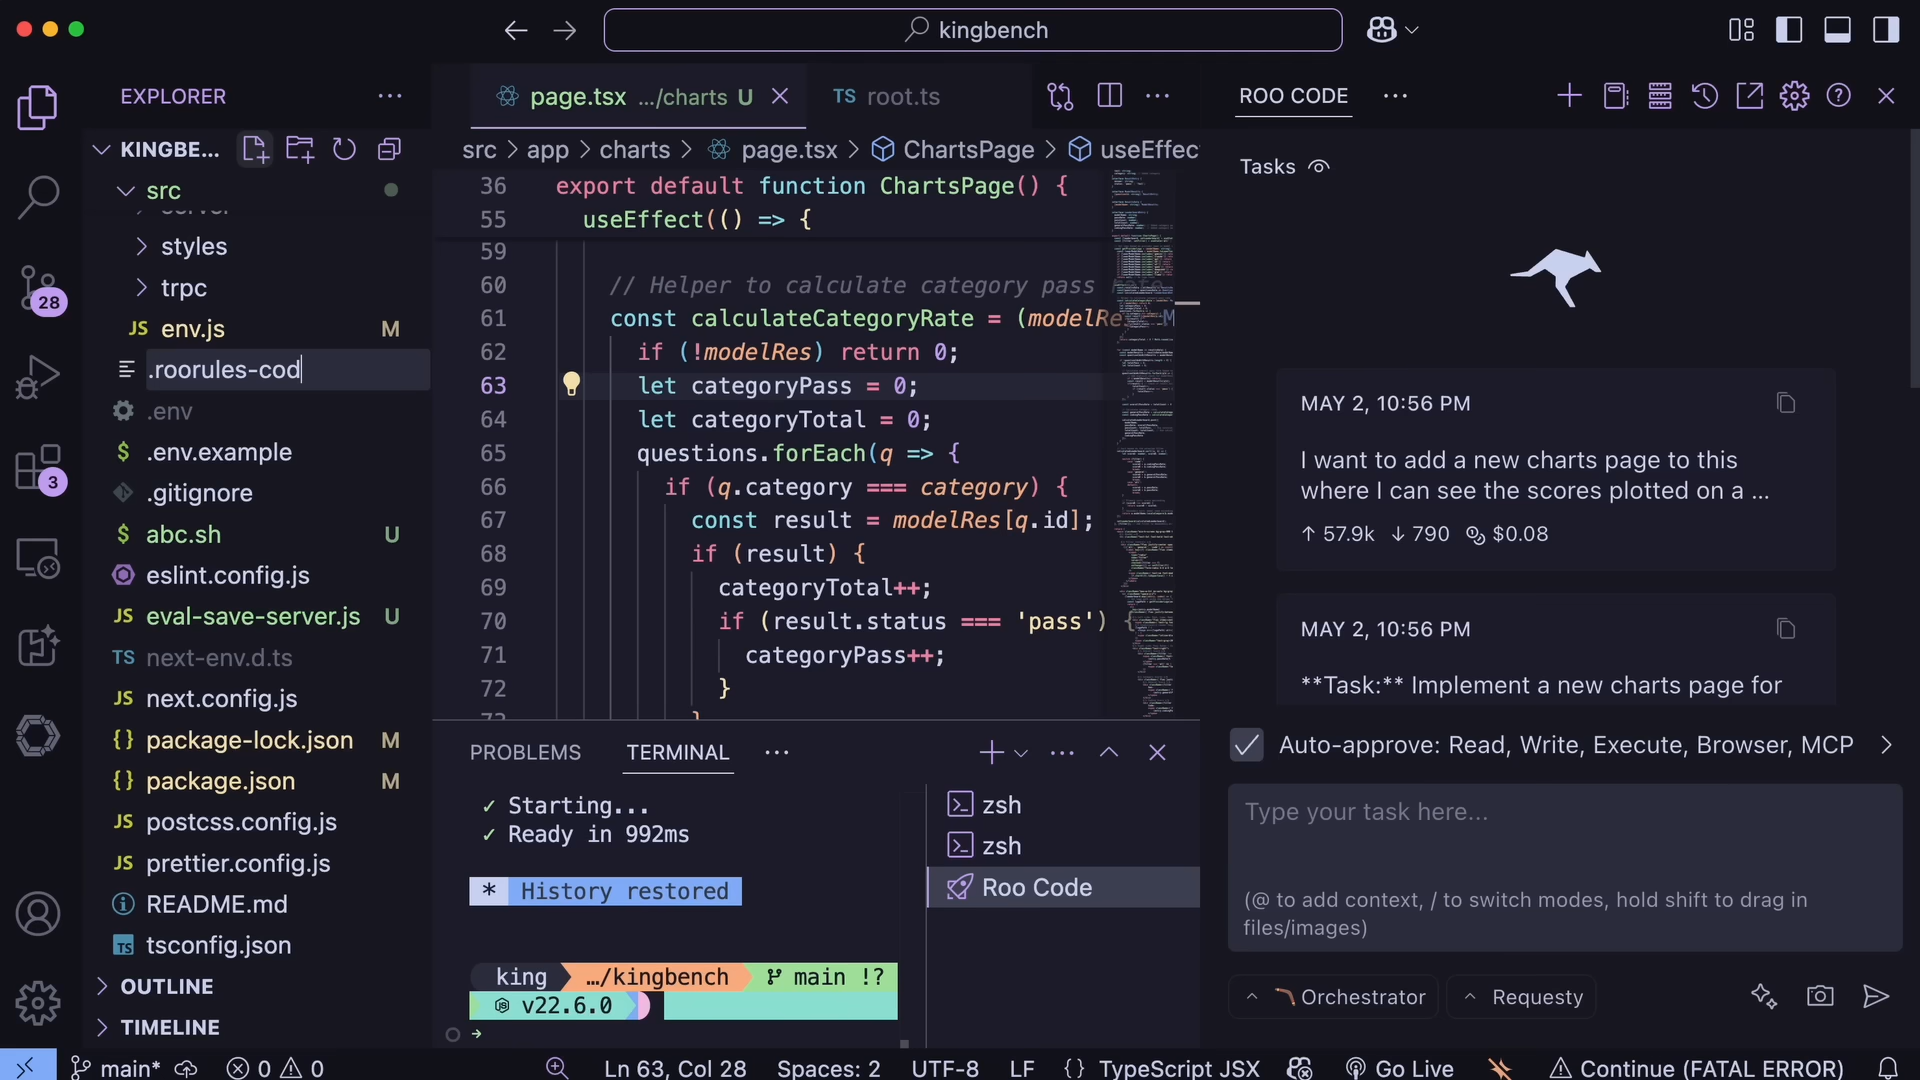 kingbench
EXPLORER
KINGBE...
src
styles
trpc
JS env.js M
.roorules-cod
.env
$ .env.example
.gitignore
$ abc.sh U
eslint.config.js
JS eval-save-server.js U
TS next-env.d.ts
JS next.config.js
{} package-lock.json M
{} package.json M
JS postcss.config.js
JS prettier.config.js
README.md
TS tsconfig.json
OUTLINE
TIMELINE
28
3
page.tsx .../charts U
TS root.ts
src > app > charts > page.tsx > ChartsPage > useEffec
36 export default function ChartsPage() {
55 useEffect(() => {
59
60 // Helper to calculate category pass
61 const calculateCategoryRate = (modelRe
62 if (!modelRes) return 0;
63 let categoryPass = 0;
64 let categoryTotal = 0;
65 questions.forEach(q => {
66 if (q.category === category) {
67 const result = modelRes[q.id];
68 if (result) {
69 categoryTotal++;
70 if (result.status === 'pass') {
71 categoryPass++;
72 }
PROBLEMS
TERMINAL
✓ Starting...
✓ Ready in 992ms
* History restored
king …/kingbench main !?
v22.6.0
zsh
zsh
Roo Code
ROO CODE
Tasks
MAY 2, 10:56 PM
I want to add a new charts page to this
where I can see the scores plotted on a ...
↑ 57.9k ↓ 790 $0.08
MAY 2, 10:56 PM
**Task:** Implement a new charts page for
Auto-approve: Read, Write, Execute, Browser, MCP
Type your task here...
(@ to add context, / to switch modes, hold shift to drag in
files/images)
Orchestrator
Requesty
main* 0 0
Ln 63, Col 28
Spaces: 2
UTF-8
LF
{} TypeScript JSX
Go Live
Continue (FATAL ERROR)